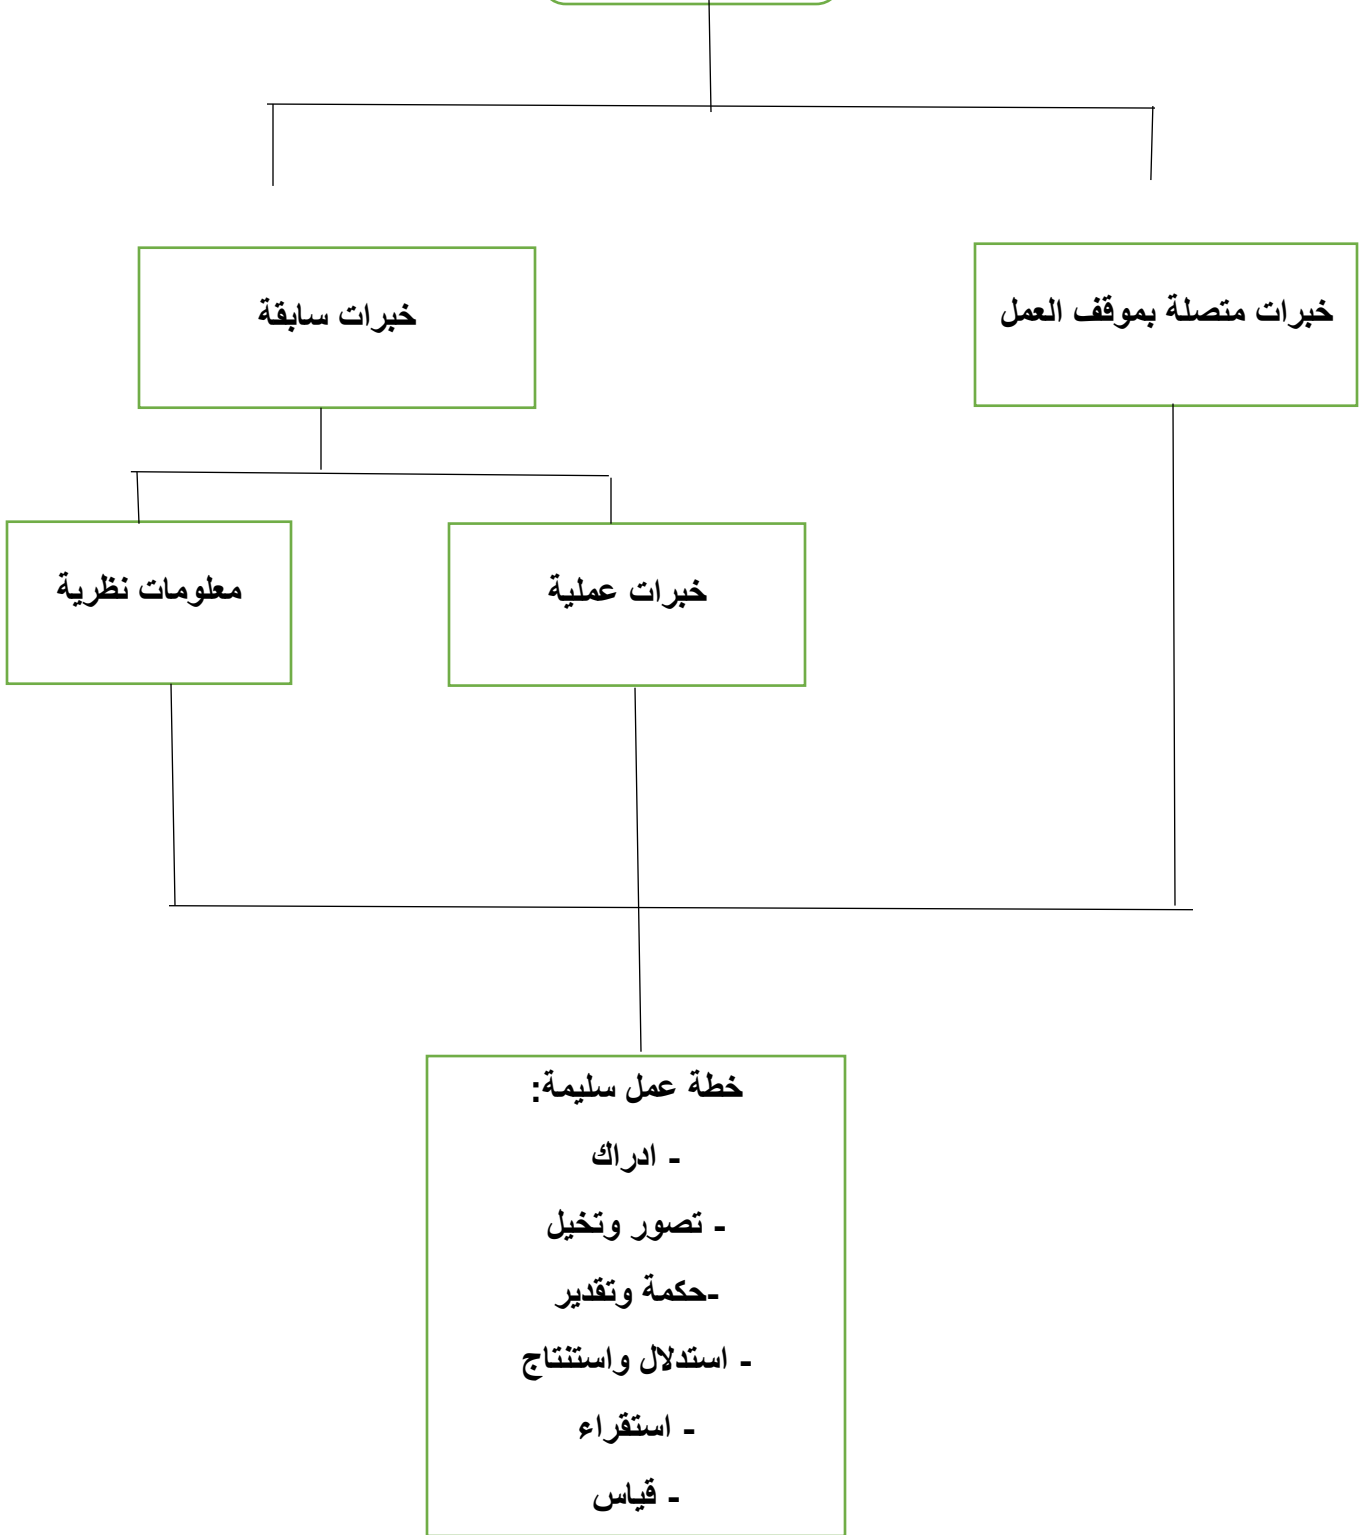 خبرات متصلة بموقف العمل
خبرات سابقة
خبرات عملية
معلومات نظرية
خطة عمل سليمة:
- ادراك
- تصور وتخيل
-حكمة وتقدير
- استدلال واستنتاج
- استقراء
- قياس